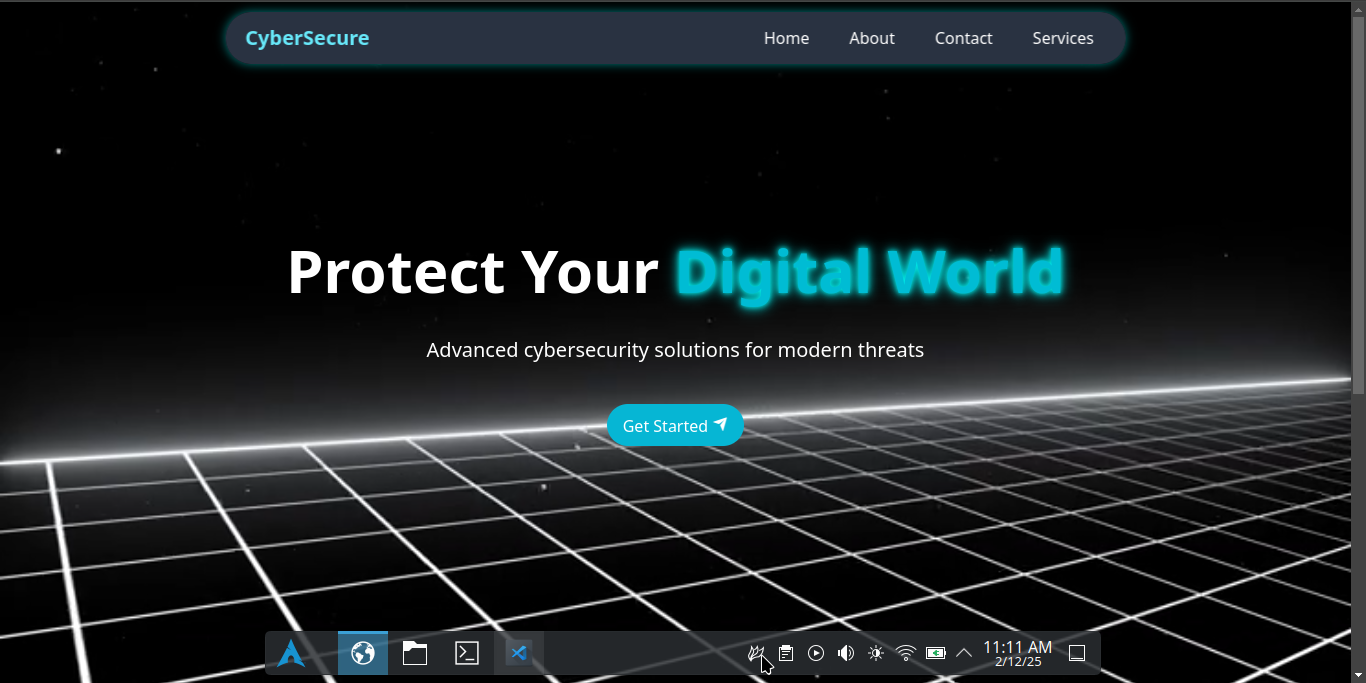 CyberSecure
Home About Contact Services
Protect Your Digital World
Advanced cybersecurity solutions for modern threats
Get Started
11:11 AM
2/12/25